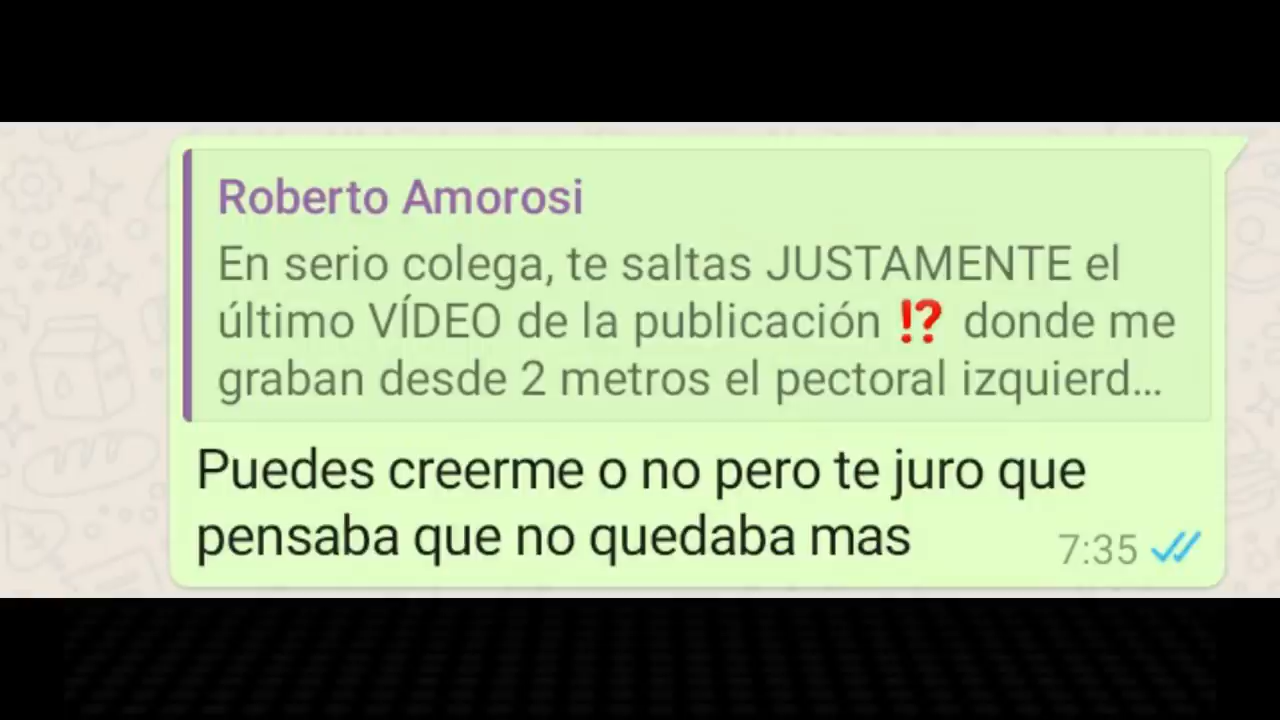 Roberto Amorosi
En serio colega, te saltas JUSTAMENTE el
último VÍDEO de la publicación ⁉️ donde me
graban desde 2 metros el pectoral izquierd...
Puedes creerme o no pero te juro que
pensaba que no quedaba mas
7:35